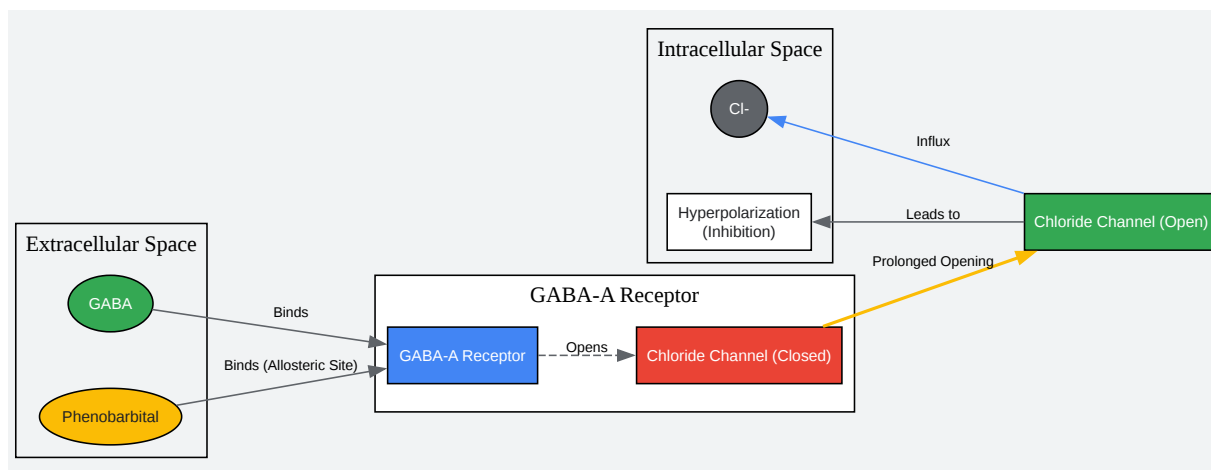 Intracellular Space
Cl-
Influx
Hyperpolarization
(Inhibition)
Leads to
Chloride Channel (Open)
Extracellular Space
GABA
Binds
Prolonged Opening
GABA-A Receptor
GABA-A Receptor
Opens
Chloride Channel (Closed)
Binds (Allosteric Site)
Phenobarbital